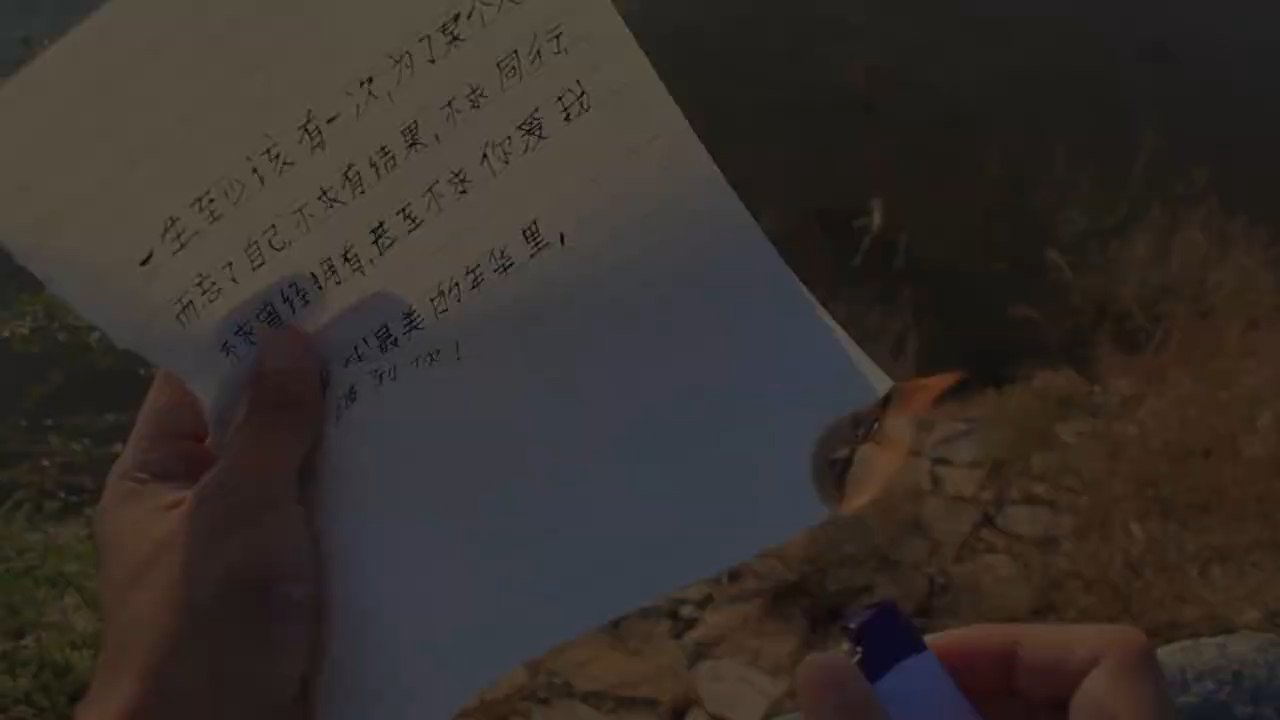 一生至少该有一次,为了某个人
而忘了自己,不求有结果,不求同行,
不求曾经拥有,甚至不求你爱我
最美的年华里,
到你!